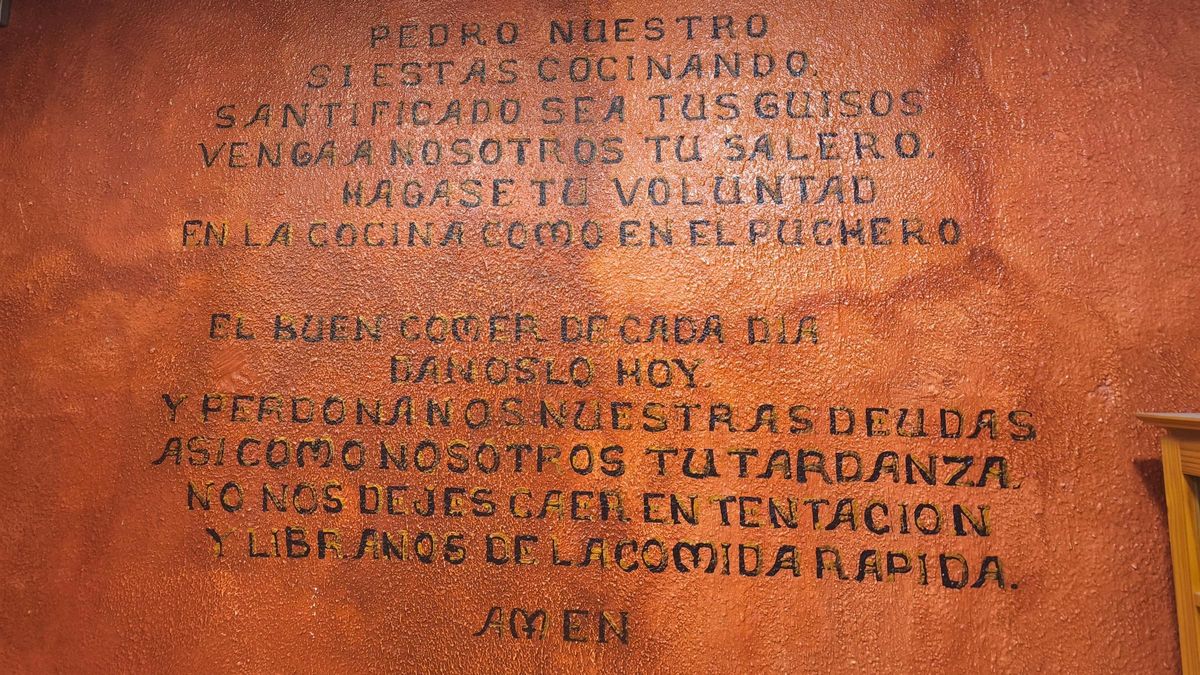 PEDRO NUESTRO
SI ESTAS COCINANDO.
SANTIFICADO SEA TUS GUISOS
VENGA A NOSOTROS TU SALERO.
HAGASE TU VOLUNTAD
EN LA COCINA COMO EN EL PUCHERO
EL BUEN COMER DE CADA DIA
DANOSLO HOY.
Y PERDONANOS NUESTRAS DEUDAS
ASI COMO NOSOTROS TU TARDANZA.
NO NOS DEJES CAER EN TENTACION
Y LIBRANOS DE LA COMIDA RAPIDA.
AMEN